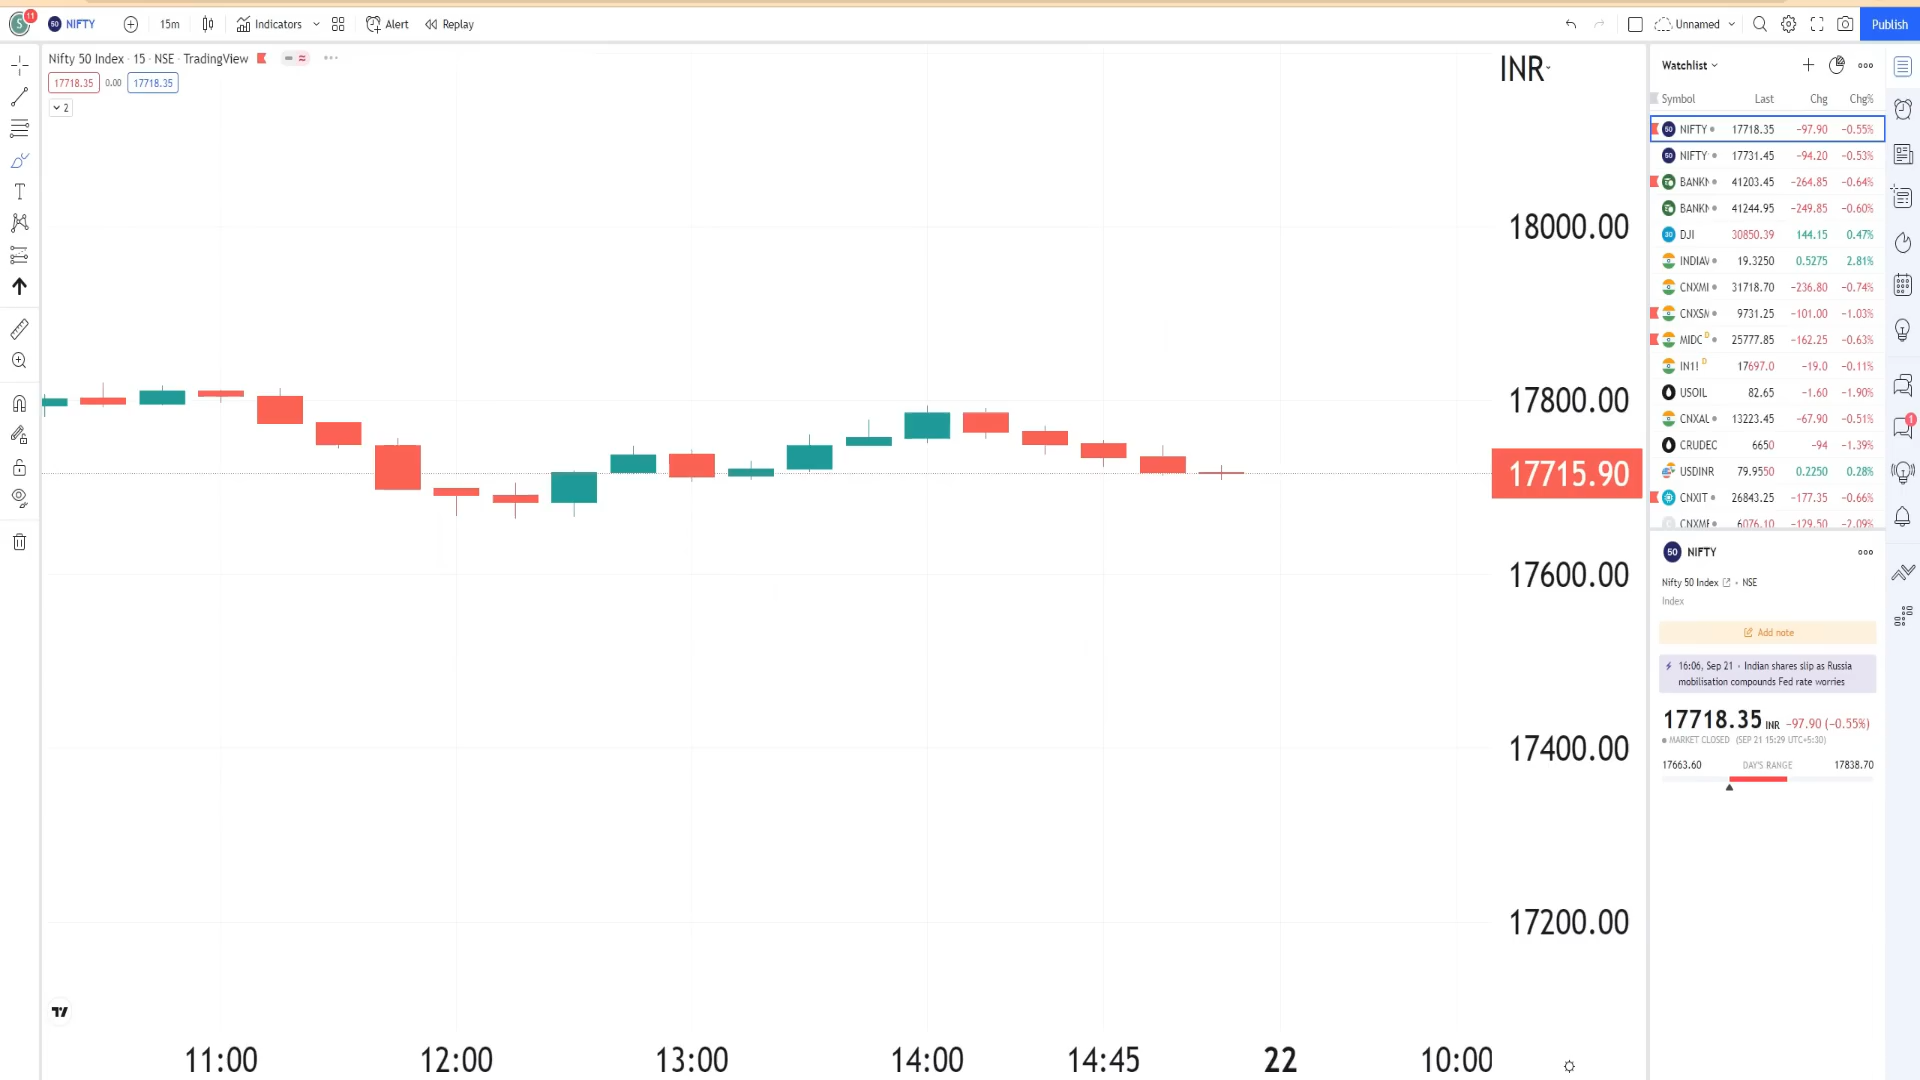 S 11 50 NIFTY 15m Indicators Alert Replay Unnamed Publish
Nifty 50 Index · 15 · NSE · TradingView
17718.35 0.00 17718.35
2
INR
18000.00
17800.00
17715.90
17600.00
17400.00
17200.00
11:00 12:00 13:00 14:00 14:45 22 10:00
Watchlist
Symbol Last Chg Chg%
50 NIFTY 17718.35 −97.90 −0.55%
50 NIFTY 17731.45 −94.20 −0.53%
BANKN 41203.45 −264.85 −0.64%
BANKN 41244.95 −249.85 −0.60%
30 DJI 30850.39 144.15 0.47%
INDIAV 19.3250 0.5275 2.81%
CNXMI 31718.70 −236.80 −0.74%
CNXSM 9731.25 −101.00 −1.03%
MIDC D 25777.85 −162.25 −0.63%
IN1! D 17697.0 −19.0 −0.11%
USOIL 82.65 −1.60 −1.90%
CNXAL 13223.45 −67.90 −0.51%
CRUDEC 6650 −94 −1.39%
USDINR 79.9550 0.2250 0.28%
CNXIT 26843.25 −177.35 −0.66%
CNXME 6076.10 −129.50 −2.09%
50 NIFTY
Nifty 50 Index · NSE
Index
Add note
16:06, Sep 21 · Indian shares slip as Russia
mobilisation compounds Fed rate worries
17718.35 INR −97.90 (−0.55%)
MARKET CLOSED (SEP 21 15:29 UTC+5:30)
17663.60 DAY'S RANGE 17838.70
1